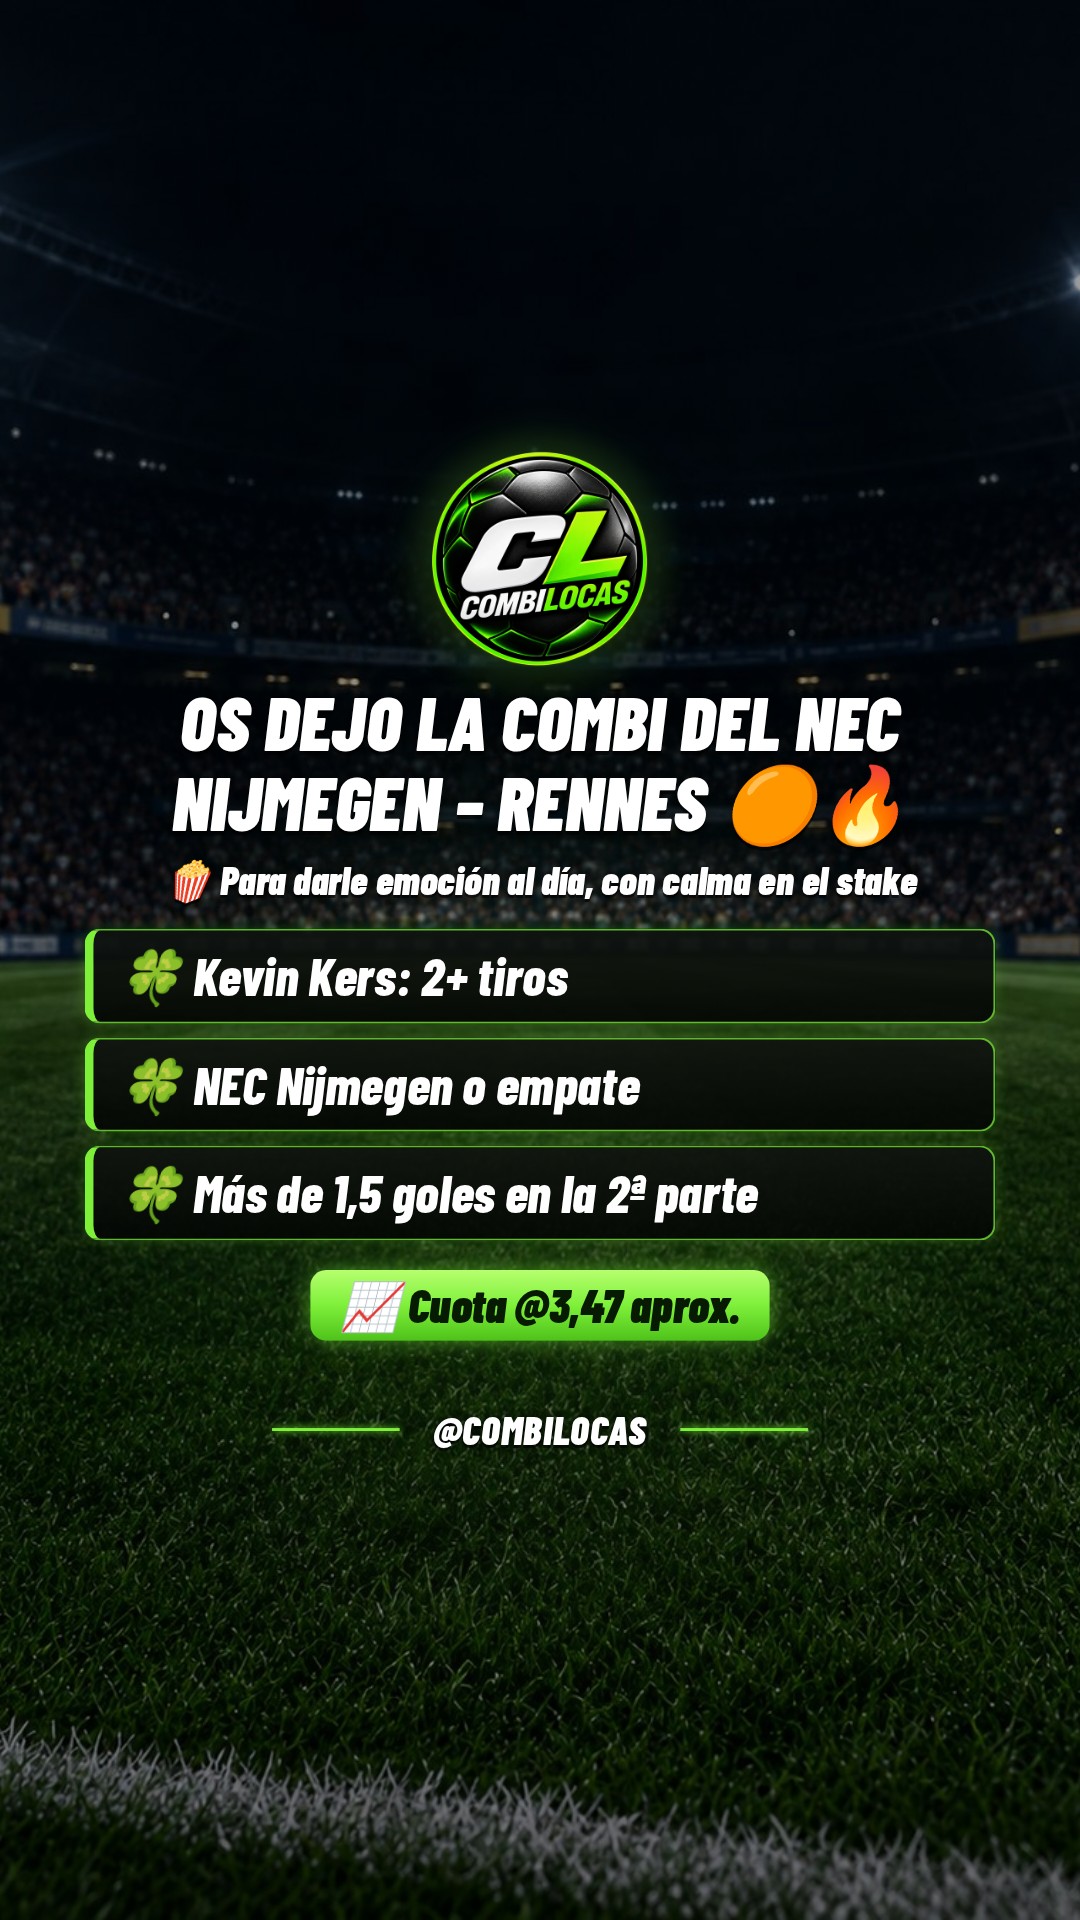 CL
COMBILOCAS
OS DEJO LA COMBI DEL NEC
NIJMEGEN - RENNES 🟠🔥
🍿 Para darle emoción al día, con calma en el stake
🍀 Kevin Kers: 2+ tiros
🍀 NEC Nijmegen o empate
🍀 Más de 1,5 goles en la 2ª parte
📈 Cuota @3,47 aprox.
@COMBILOCAS